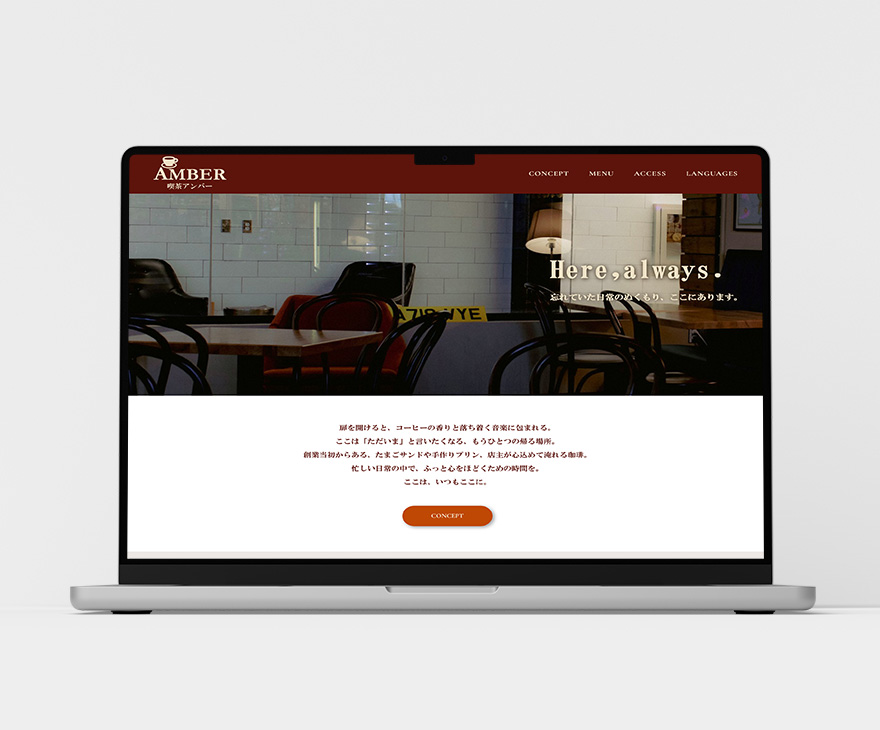 AMBER
喫茶アンバー
CONCEPT MENU ACCESS LANGUAGES
Here,always.
忘れていた日常のぬくもり、ここにあります。
扉を開けると、コーヒーの香りと落ち着く音楽に包まれる。
ここは「ただいま」と言いたくなる、もうひとつの帰る場所。
創業当初からある、たまごサンドや手作りプリン、店主が心込めて淹れる珈琲。
忙しい日常の中で、ふっと心をほどくための時間を。
ここは、いつもここに。
CONCEPT